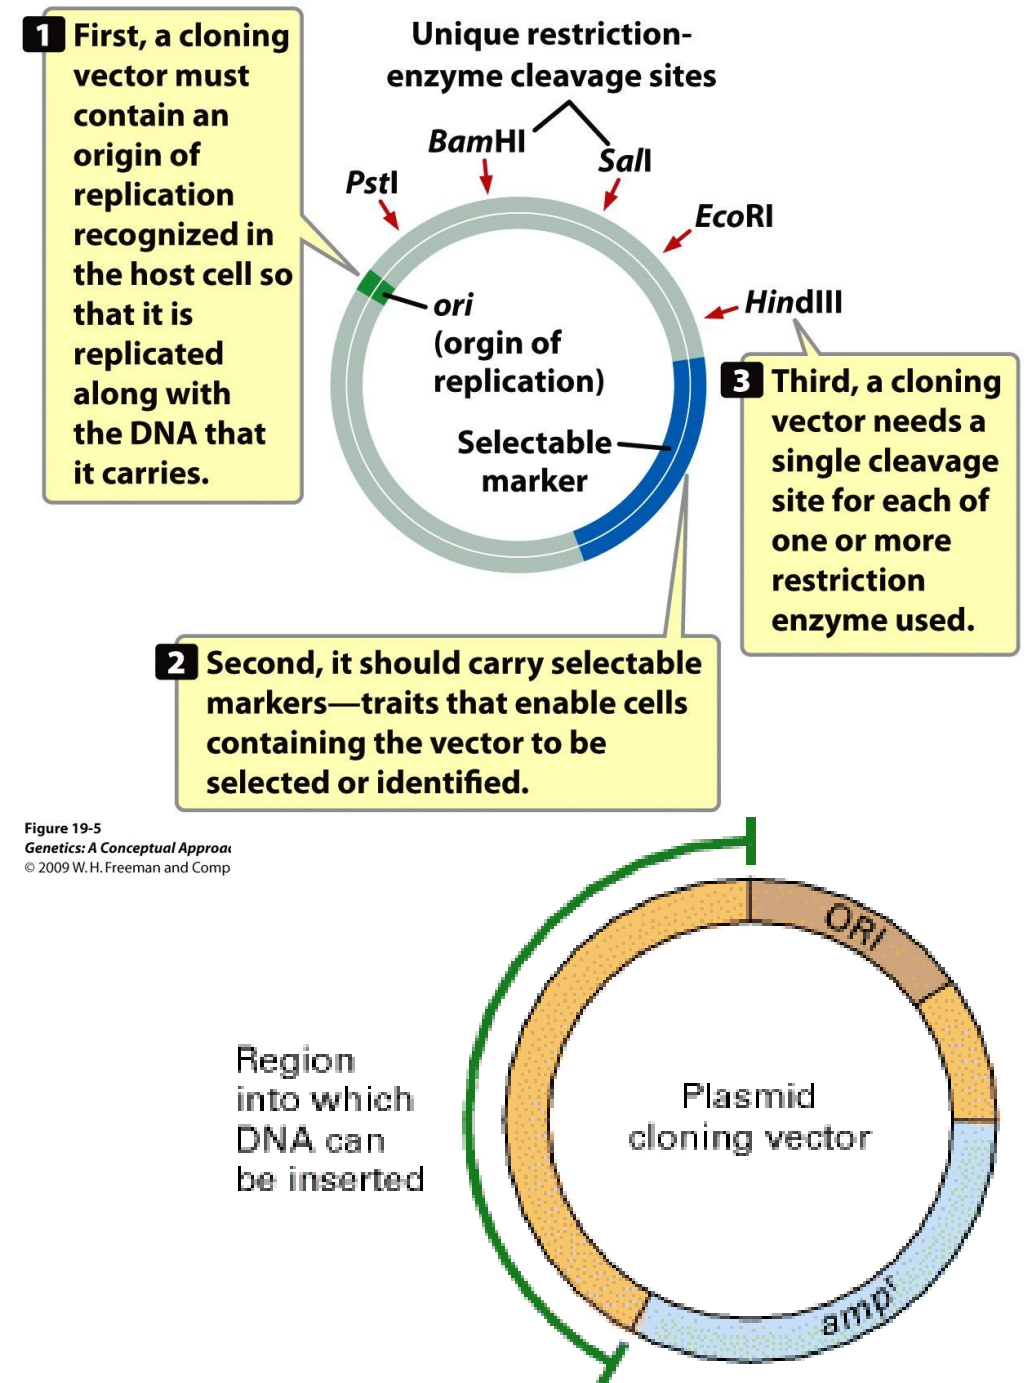 1 First, a cloning
vector must
contain an
origin of
replication
recognized in
the host cell so
that it is
replicated
along with
the DNA that
it carries.
Unique restriction-
enzyme cleavage sites
BamHI
SalI
PstI
EcoRI
HindIII
ori
(orgin of
replication)
Selectable
marker
3 Third, a cloning
vector needs a
single cleavage
site for each of
one or more
restriction
enzyme used.
2 Second, it should carry selectable
markers—traits that enable cells
containing the vector to be
selected or identified.
Figure 19-5
Genetics: A Conceptual Approac
© 2009 W. H. Freeman and Comp
ORI
Region
into which
DNA can
be inserted
Plasmid
cloning vector
ampʳ